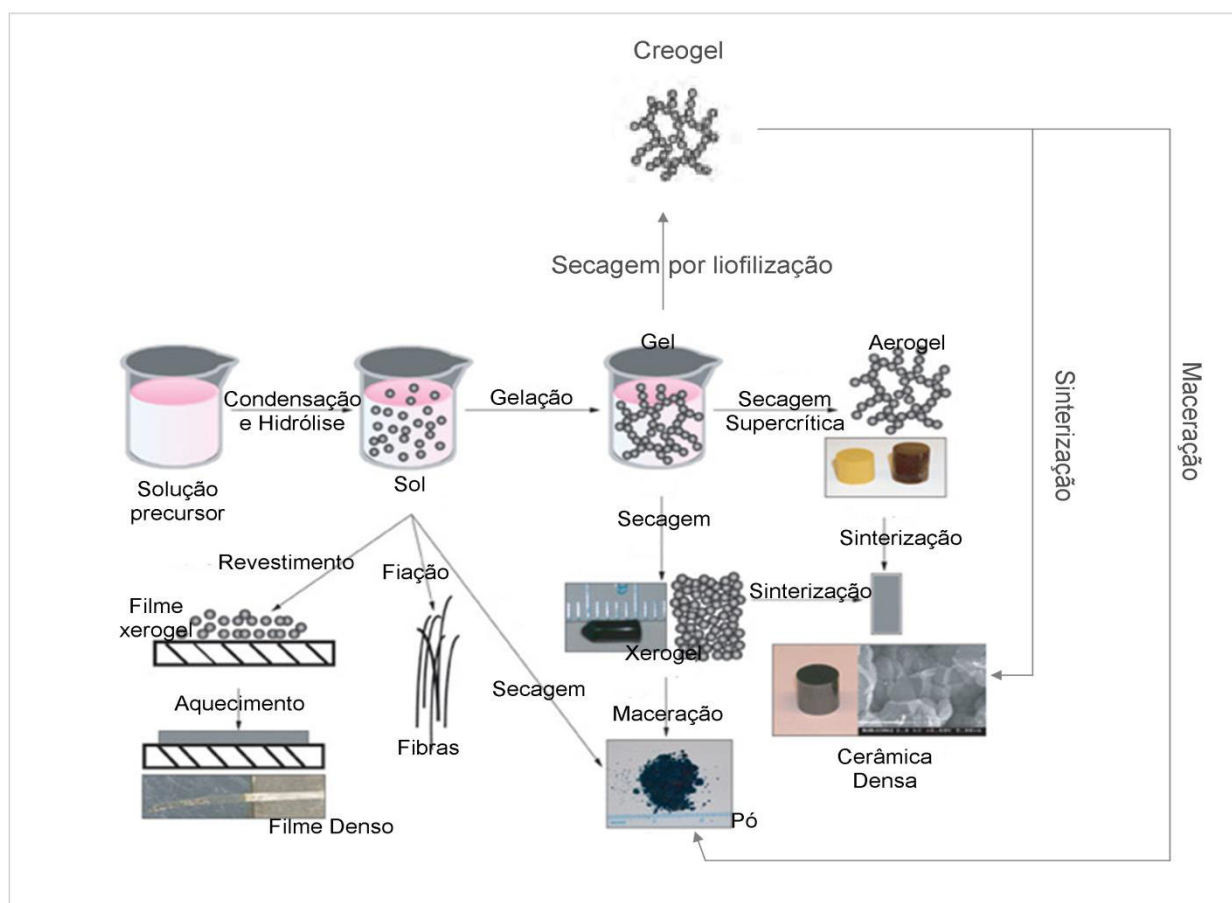 Creogel
Secagem por liofilização
Gel
Aerogel
Condensação
e Hidrólise
Gelação
Secagem
Supercrítica
Solução
precursor
Sol
Sinterização
Maceração
Revestimento
Fiação
Secagem
Sinterização
Filme
xerogel
Sinterização
Xerogel
Aquecimento
Secagem
Maceração
Fibras
Cerâmica
Densa
Filme Denso
Pó